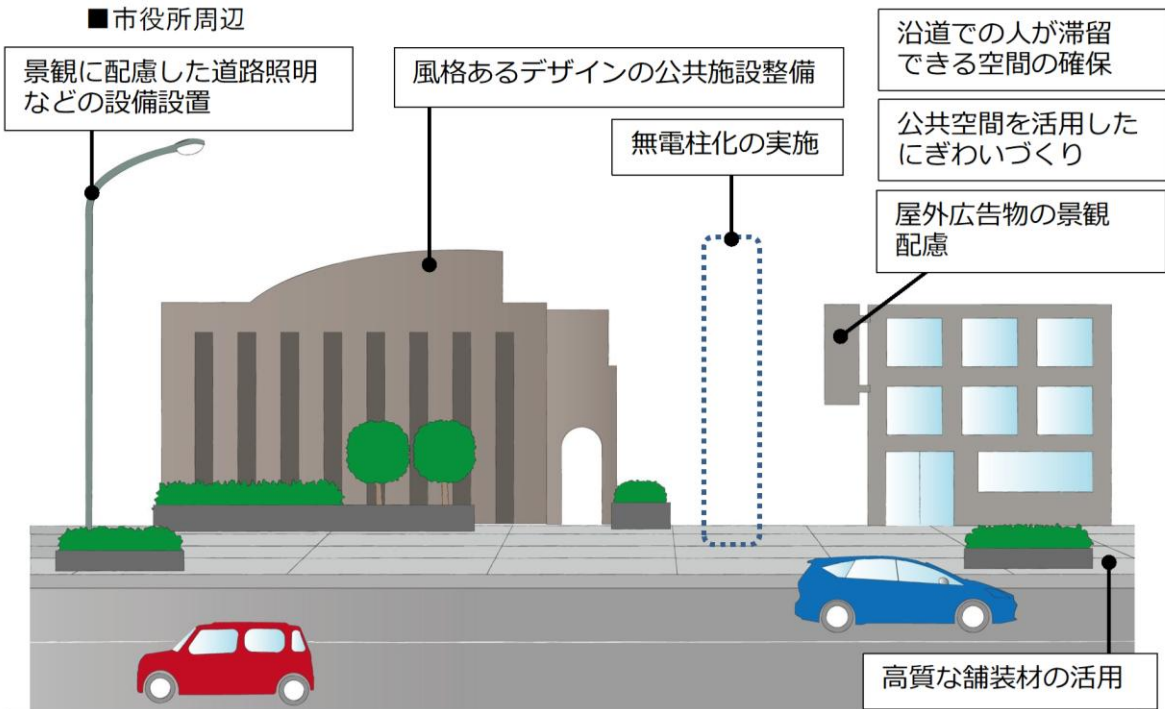 ■市役所周辺
景観に配慮した道路照明
などの設備設置
風格あるデザインの公共施設整備
無電柱化の実施
沿道での人が滞留
できる空間の確保
公共空間を活用した
にぎわいづくり
屋外広告物の景観
配慮
高質な舗装材の活用